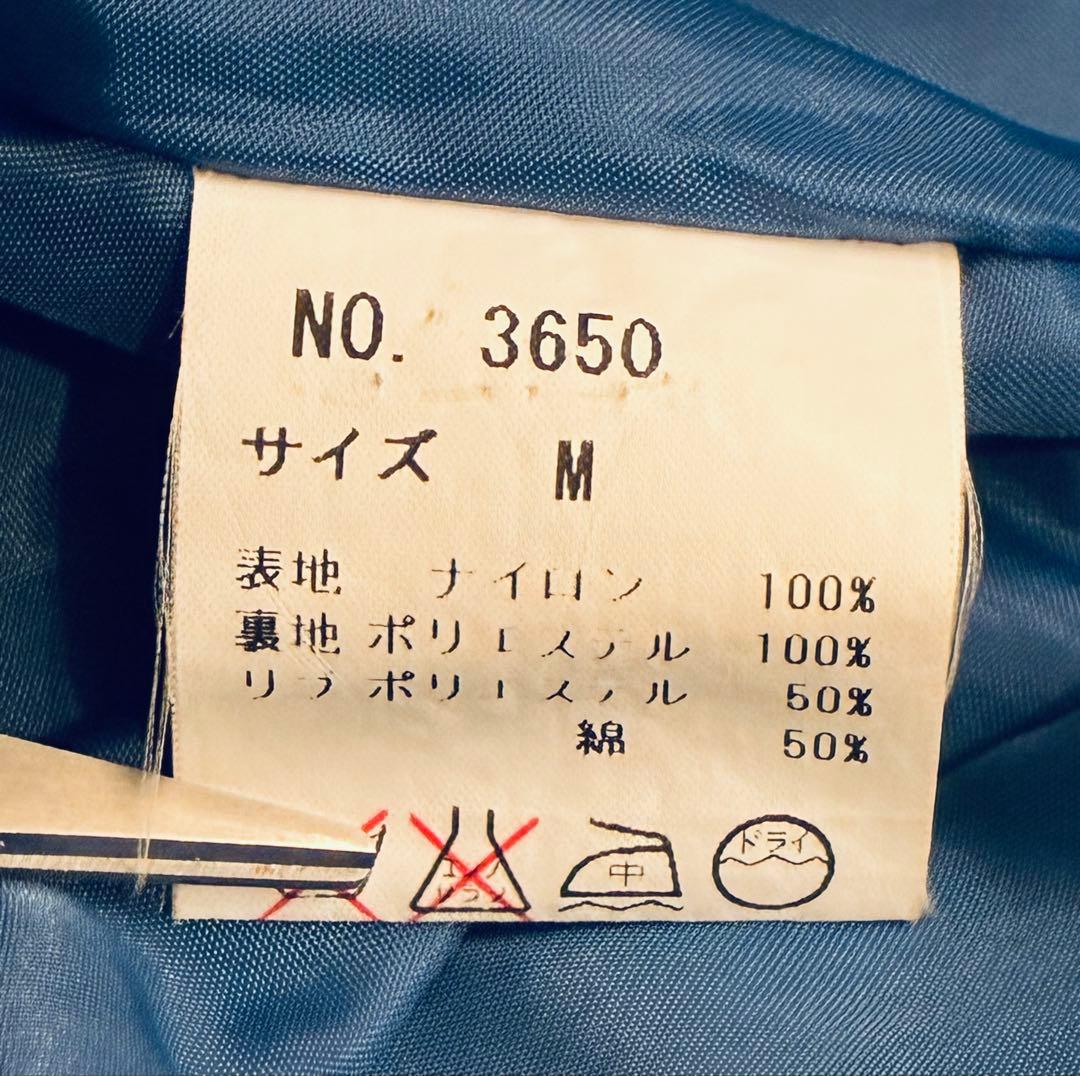 NO. 3650
サイズ M
表地 ナイロン 100%
裏地 ポリエステル 100%
リブ ポリエステル 50%
綿 50%
中 ドライ